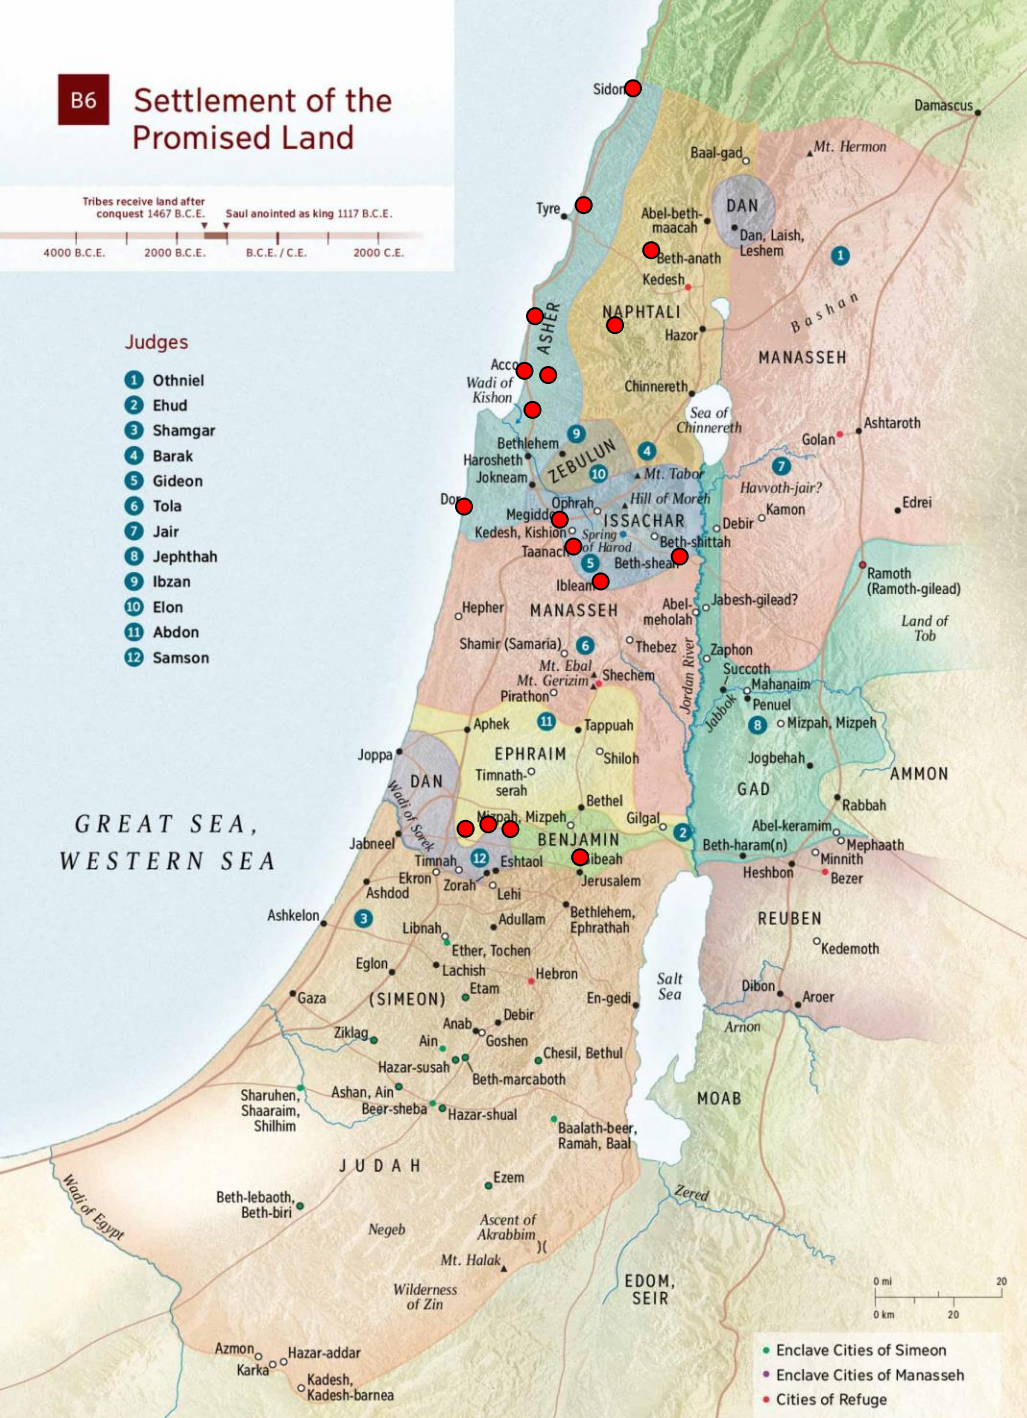 B6
Settlement of the
Promised Land
Tribes receive land after
conquest 1467 B.C.E.
Saul anointed as king 1117 B.C.E.
4000 B.C.E.
2000 B.C.E.
B.C.E. / C.E.
2000 C.E.
Judges
1 Othniel
2 Ehud
3 Shamgar
4 Barak
5 Gideon
6 Tola
7 Jair
8 Jephthah
9 Ibzan
10 Elon
11 Abdon
12 Samson
Sidon
Damascus
Baal-gad
Mt. Hermon
Tyre
Abel-beth-
maacah
DAN
Dan, Laish,
Leshem
Beth-anath
1
Kedesh
ASHER
NAPHTALI
Bashan
Hazor
MANASSEH
Acco
Wadi of
Kishon
Chinnereth
Sea of
Chinnereth
Ashtaroth
Golan
9
Bethlehem
ZEBULUN
4
Harosheth
10
7
Jokneam
Mt. Tabor
Havvoth-jair?
Dor
Ophrah
Hill of Moreh
Edrei
Megiddo
ISSACHAR
Kamon
Debir
Kedesh, Kishion
Spring
of Harod
Beth-shittah
Taanach
5
Beth-shean
Ibleam
Ramoth
(Ramoth-gilead)
Hepher
MANASSEH
Abel-
meholah
Jabesh-gilead?
Land of
Tob
Shamir (Samaria)
6
Thebez
Zaphon
Mt. Ebal
Mt. Gerizim
Shechem
Jordan River
Succoth
Mahanaim
Pirathon
Jabbok
Penuel
11
Aphek
Tappuah
8
Mizpah, Mizpeh
Joppa
EPHRAIM
Shiloh
Jogbehah
DAN
Timnath-
serah
GAD
AMMON
Wadi of Sorek
Bethel
Rabbah
GREAT SEA,
WESTERN SEA
Mizpah, Mizpeh
Gilgal
2
Abel-keramim
Jabneel
BENJAMIN
Beth-haram(n)
Mephaath
Timnah
12
Eshtaol
Gibeah
Minnith
Ekron
Zorah
Jerusalem
Heshbon
Bezer
Ashdod
Lehi
Ashkelon
3
Adullam
Bethlehem,
Ephrathah
REUBEN
Libnah
Kedemoth
Ether, Tochen
Eglon
Lachish
Hebron
Salt
Sea
Gaza
(SIMEON)
Etam
En-gedi
Dibon
Aroer
Anab
Debir
Arnon
Ziklag
Ain
Goshen
Hazar-susah
Chesil, Bethul
Beth-marcaboth
Sharuhen,
Shaaraim,
Shilhim
Ashan, Ain
Beer-sheba
Hazar-shual
MOAB
Baalath-beer,
Ramah, Baal
JUDAH
Ezem
Wadi of Egypt
Beth-lebaoth,
Beth-biri
Zered
Negeb
Ascent of
Akrabbim
Mt. Halak
Wilderness
of Zin
EDOM,
SEIR
0 mi
20
0 km
20
Azmon
Hazar-addar
Karka
Kadesh,
Kadesh-barnea
Enclave Cities of Simeon
Enclave Cities of Manasseh
Cities of Refuge